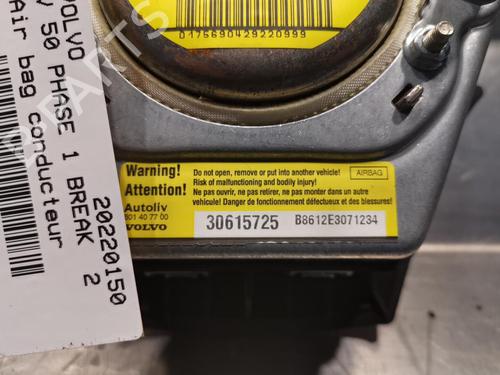 0175690429220999
Warning!
Attention!
Do not open, remove or put into another vehicle!
Risk of malfunctioning and bodily injury!
Ne pas ouvrir, ne pas retirer, ne pas monter dans un autre
véhicule! Danger de fonctionnement défectueux et des blessures!
AIRBAG
Autoliv
601 40 77 00
VOLVO
30615725
B8612E3071234
20220150
VOLVO
V 50 PHASE 1 BREAK 2
Air bag conducteur
PARTS